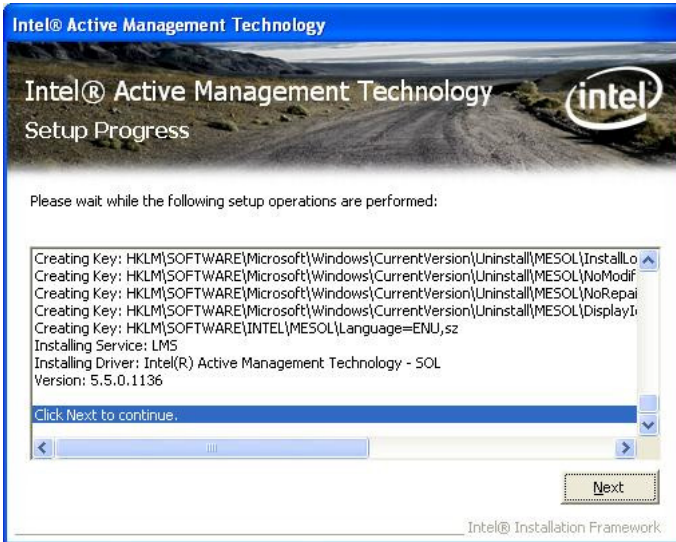 Intel® Active Management Technology
Intel® Active Management Technology
Setup Progress
intel
Please wait while the following setup operations are performed:
Creating Key: HKLM\SOFTWARE\Microsoft\Windows\CurrentVersion\Uninstall\MESOL\InstallLo
Creating Key: HKLM\SOFTWARE\Microsoft\Windows\CurrentVersion\Uninstall\MESOL\NoModif
Creating Key: HKLM\SOFTWARE\Microsoft\Windows\CurrentVersion\Uninstall\MESOL\NoRepai
Creating Key: HKLM\SOFTWARE\Microsoft\Windows\CurrentVersion\Uninstall\MESOL\DisplayI
Creating Key: HKLM\SOFTWARE\INTEL\MESOL\Language=ENU,sz
Installing Service: LMS
Installing Driver: Intel(R) Active Management Technology - SOL
Version: 5.5.0.1136
Click Next to continue.
Next
Intel® Installation Framework